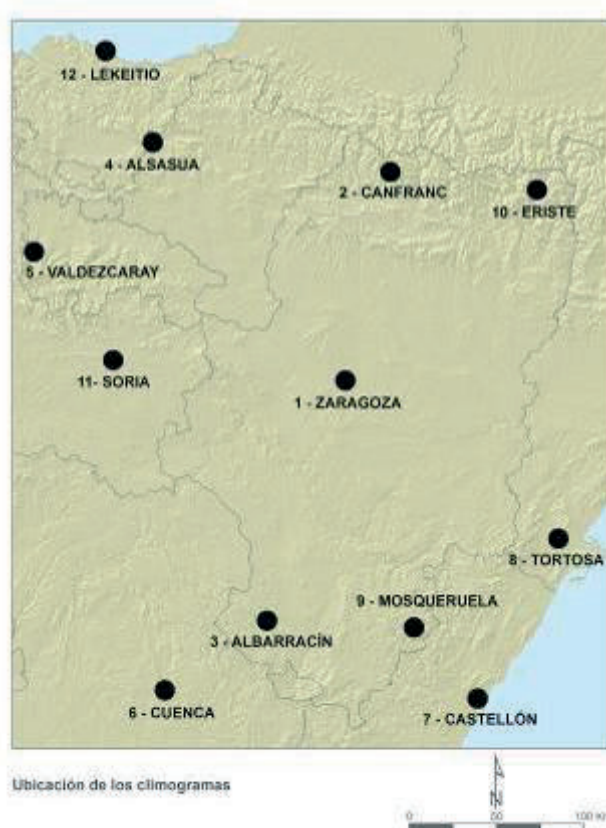 12 - LEKEITIO
4 - ALSASUA
2 - CANFRANC
10 - ERISTE
5 - VALDEZCARAY
11- SORIA
1 - ZARAGOZA
8 - TORTOSA
9 - MOSQUERUELA
3 - ALBARRACÍN
6 - CUENCA
7 - CASTELLÓN
Ubicación de los climogramas
N
0 50 100